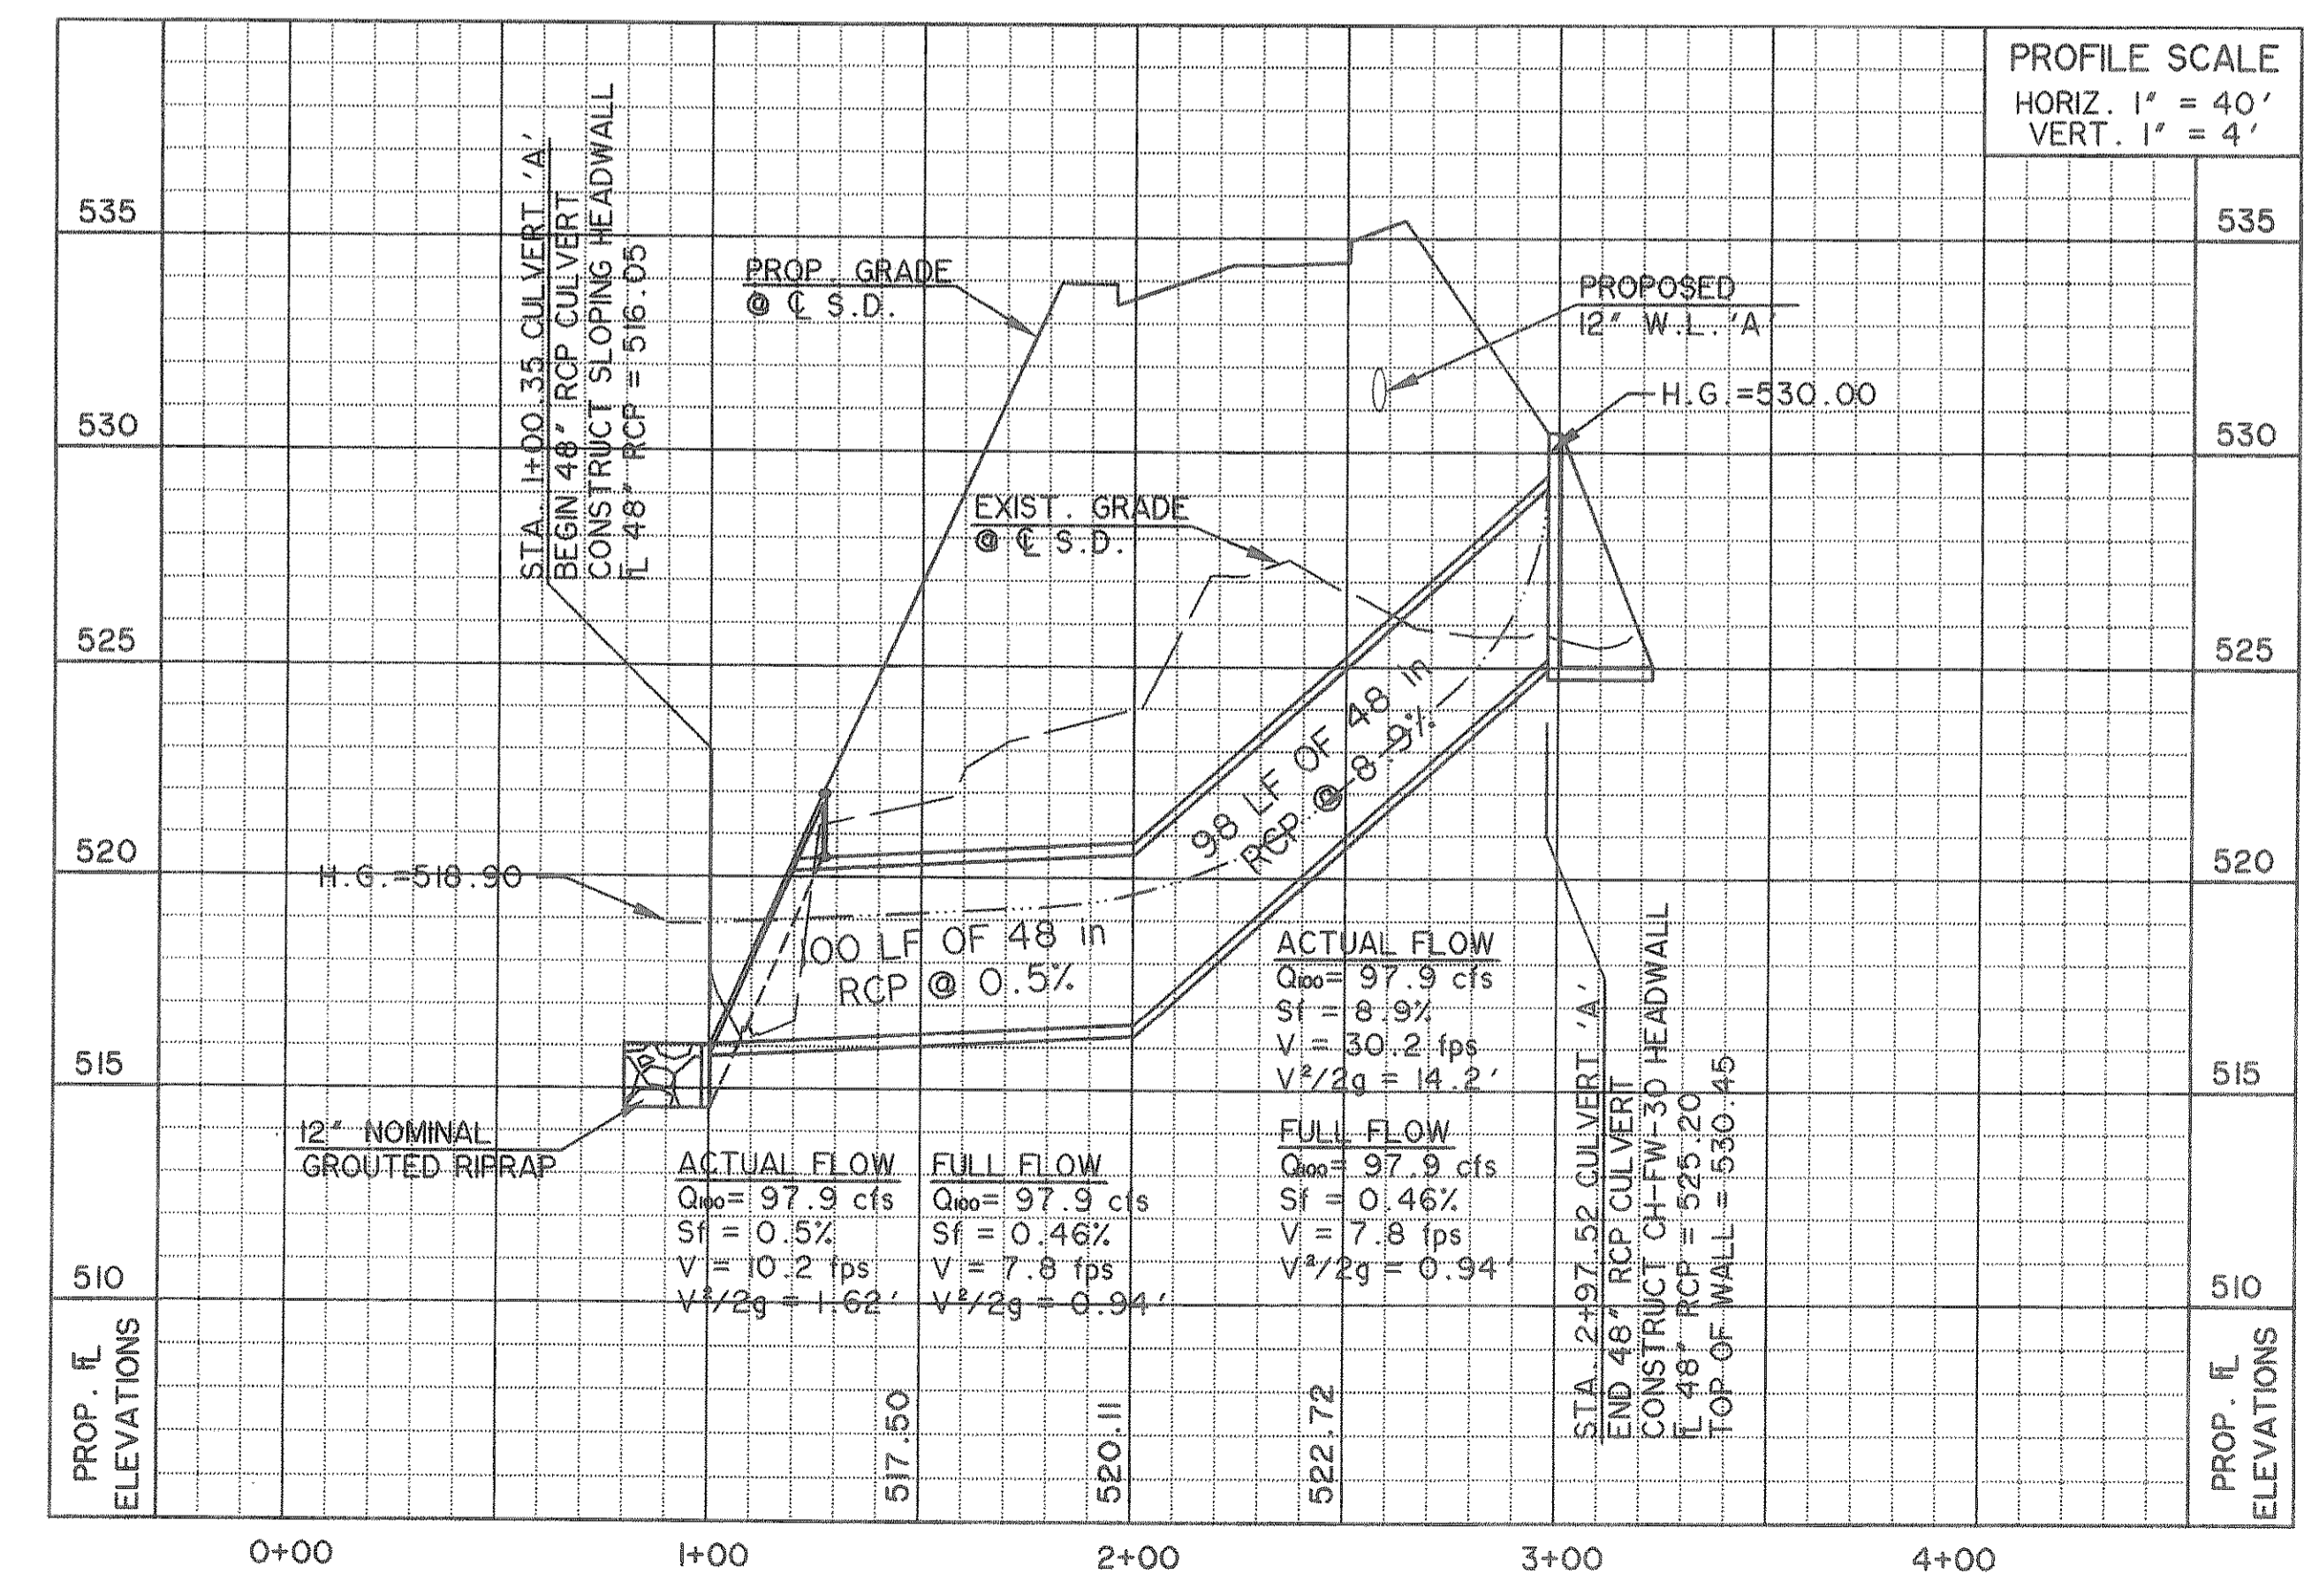 PROFILE SCALE
HORIZ. 1" = 40'
VERT. 1" = 4'
535
530
525
520
515
510
PROP. FL
ELEVATIONS
STA. 1+00.35 CULVERT 'A'
BEGIN 48" RCP CULVERT
CONSTRUCT SLOPING HEADWALL
FL 48" RCP = 516.05
PROP. GRADE
@ CL S.D.
PROPOSED
12" W.L. 'A'
H.G.=530.00
EXIST. GRADE
@ CL S.D.
H.G.=518.90
98 LF OF 48 in
RCP @ 8.9%
100 LF OF 48 in
RCP @ 0.5%
12" NOMINAL
GROUTED RIPRAP
ACTUAL FLOW
Q100= 97.9 cfs
Sf = 0.5%
V = 10.2 fps
V²/2g = 1.62'
FULL FLOW
Q100= 97.9 cfs
Sf = 0.46%
V = 7.8 fps
V²/2g = 0.94'
ACTUAL FLOW
Q100= 97.9 cfs
Sf = 8.9%
V = 30.2 fps
V²/2g = 14.2'
FULL FLOW
Q100= 97.9 cfs
Sf = 0.46%
V = 7.8 fps
V²/2g = 0.94'
STA. 2+97.52 CULVERT 'A'
END 48" RCP CULVERT
CONSTRUCT CH-FW-30 HEADWALL
FL 48" RCP = 525.20
TOP OF WALL = 530.45
517.50
520.11
522.72
535
530
525
520
515
510
PROP. FL
ELEVATIONS
0+00
1+00
2+00
3+00
4+00